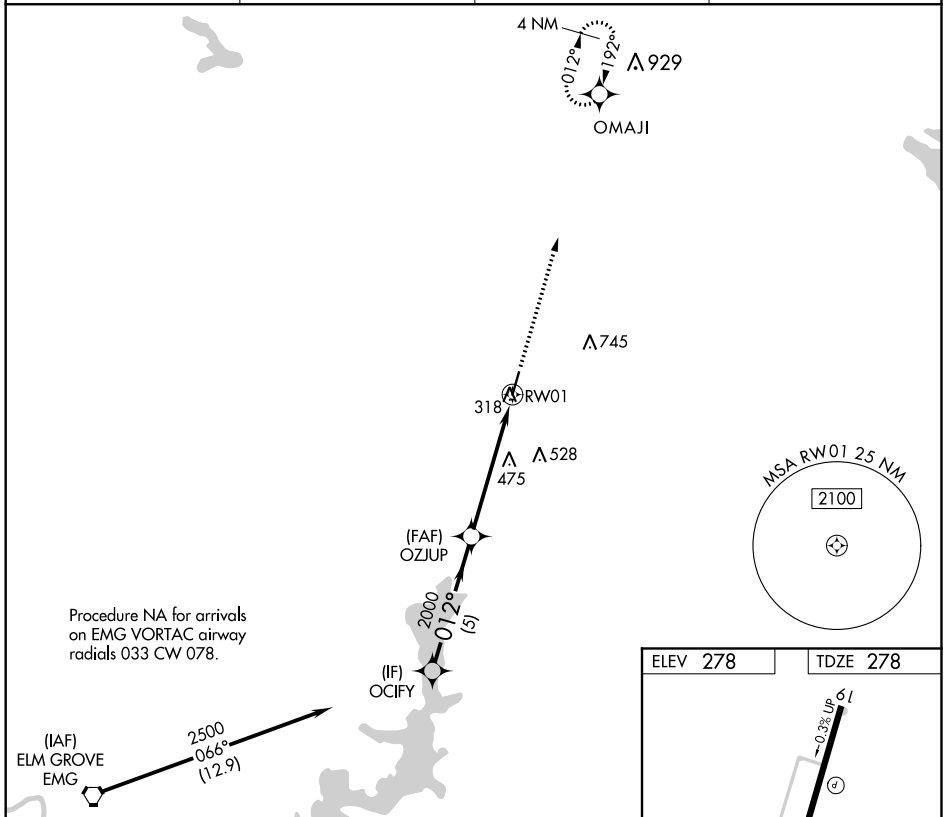 4 NM
012°
192°
929
OMAJI
745
318
RW01
528
475
(FAF)
OZJUP
MSA RW01 25 NM
2100
2000
012°
(5)
Procedure NA for arrivals
on EMG VORTAC airway
radials 033 CW 078.
(IF)
OCIFY
2500
066°
(12.9)
(IAF)
ELM GROVE
EMG
ELEV 278
TDZE 278
19
0.3% UP
P